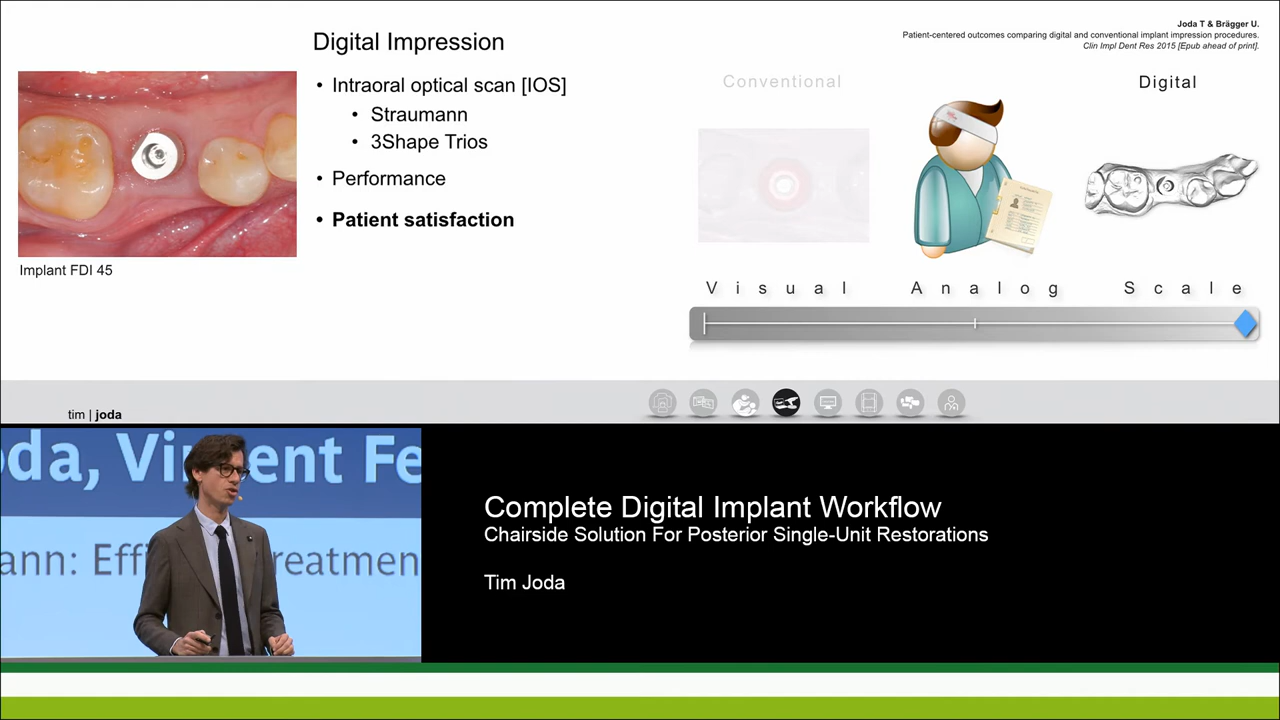 Digital Impression
• Intraoral optical scan [IOS]
• Straumann
• 3Shape Trios
• Performance
• Patient satisfaction
Implant FDI 45
Joda T & Brägger U.
Patient-centered outcomes comparing digital and conventional implant impression procedures.
Clin Impl Dent Res 2015 [Epub ahead of print].
Conventional
Digital
Visual Analog Scale
tim | joda
oda, Vincent Fe
ann: Eff
reatmen
Complete Digital Implant Workflow
Chairside Solution For Posterior Single-Unit Restorations
Tim Joda